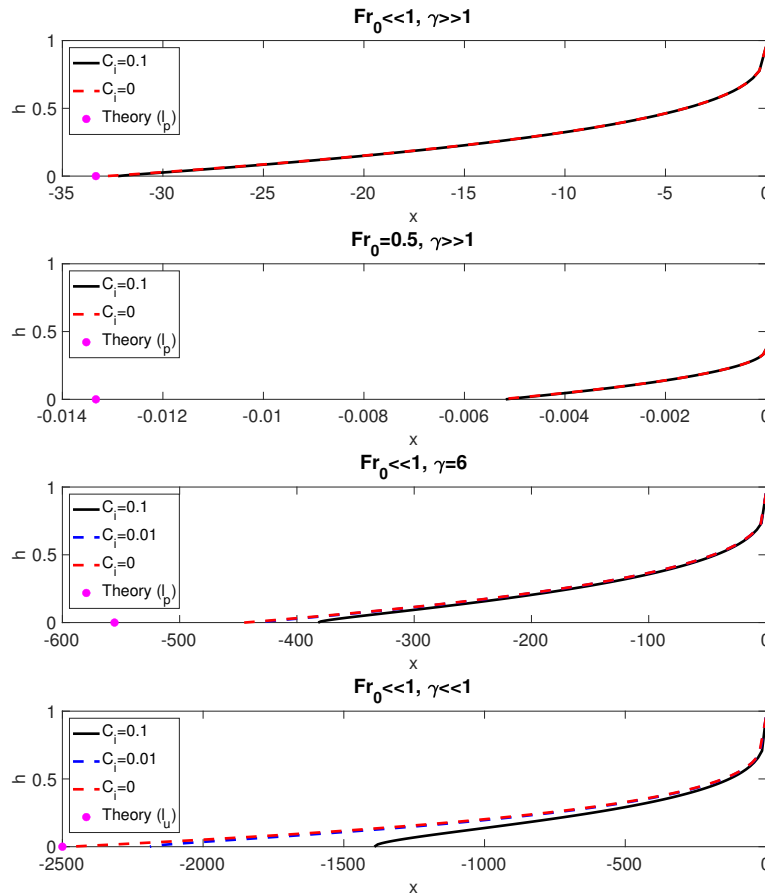 Fr0<<1, γ>>1
1
0.5
0
h
Ci=0.1
Ci=0
Theory (lp)
-35 -30 -25 -20 -15 -10 -5 0
x
Fr0=0.5, γ>>1
1
0.5
0
h
Ci=0.1
Ci=0
Theory (lp)
-0.014 -0.012 -0.01 -0.008 -0.006 -0.004 -0.002 0
x
Fr0<<1, γ=6
1
0.5
0
h
Ci=0.1
Ci=0.01
Ci=0
Theory (lp)
-600 -500 -400 -300 -200 -100 0
x
Fr0<<1, γ<<1
1
0.5
0
h
Ci=0.1
Ci=0.01
Ci=0
Theory (lu)
-2500 -2000 -1500 -1000 -500 0
x